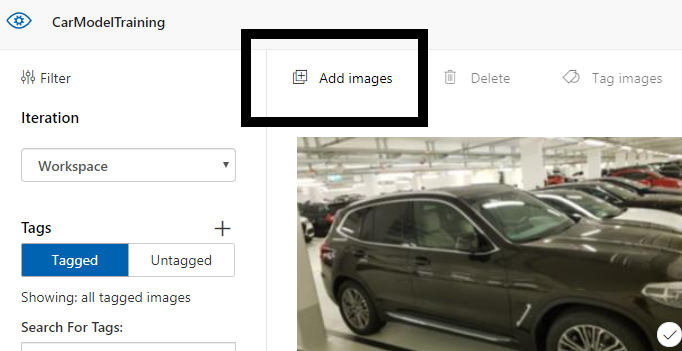 CarModelTraining
Filter
Add images
Delete
Tag images
Iteration
Workspace
Tags
Tagged
Untagged
Showing: all tagged images
Search For Tags: